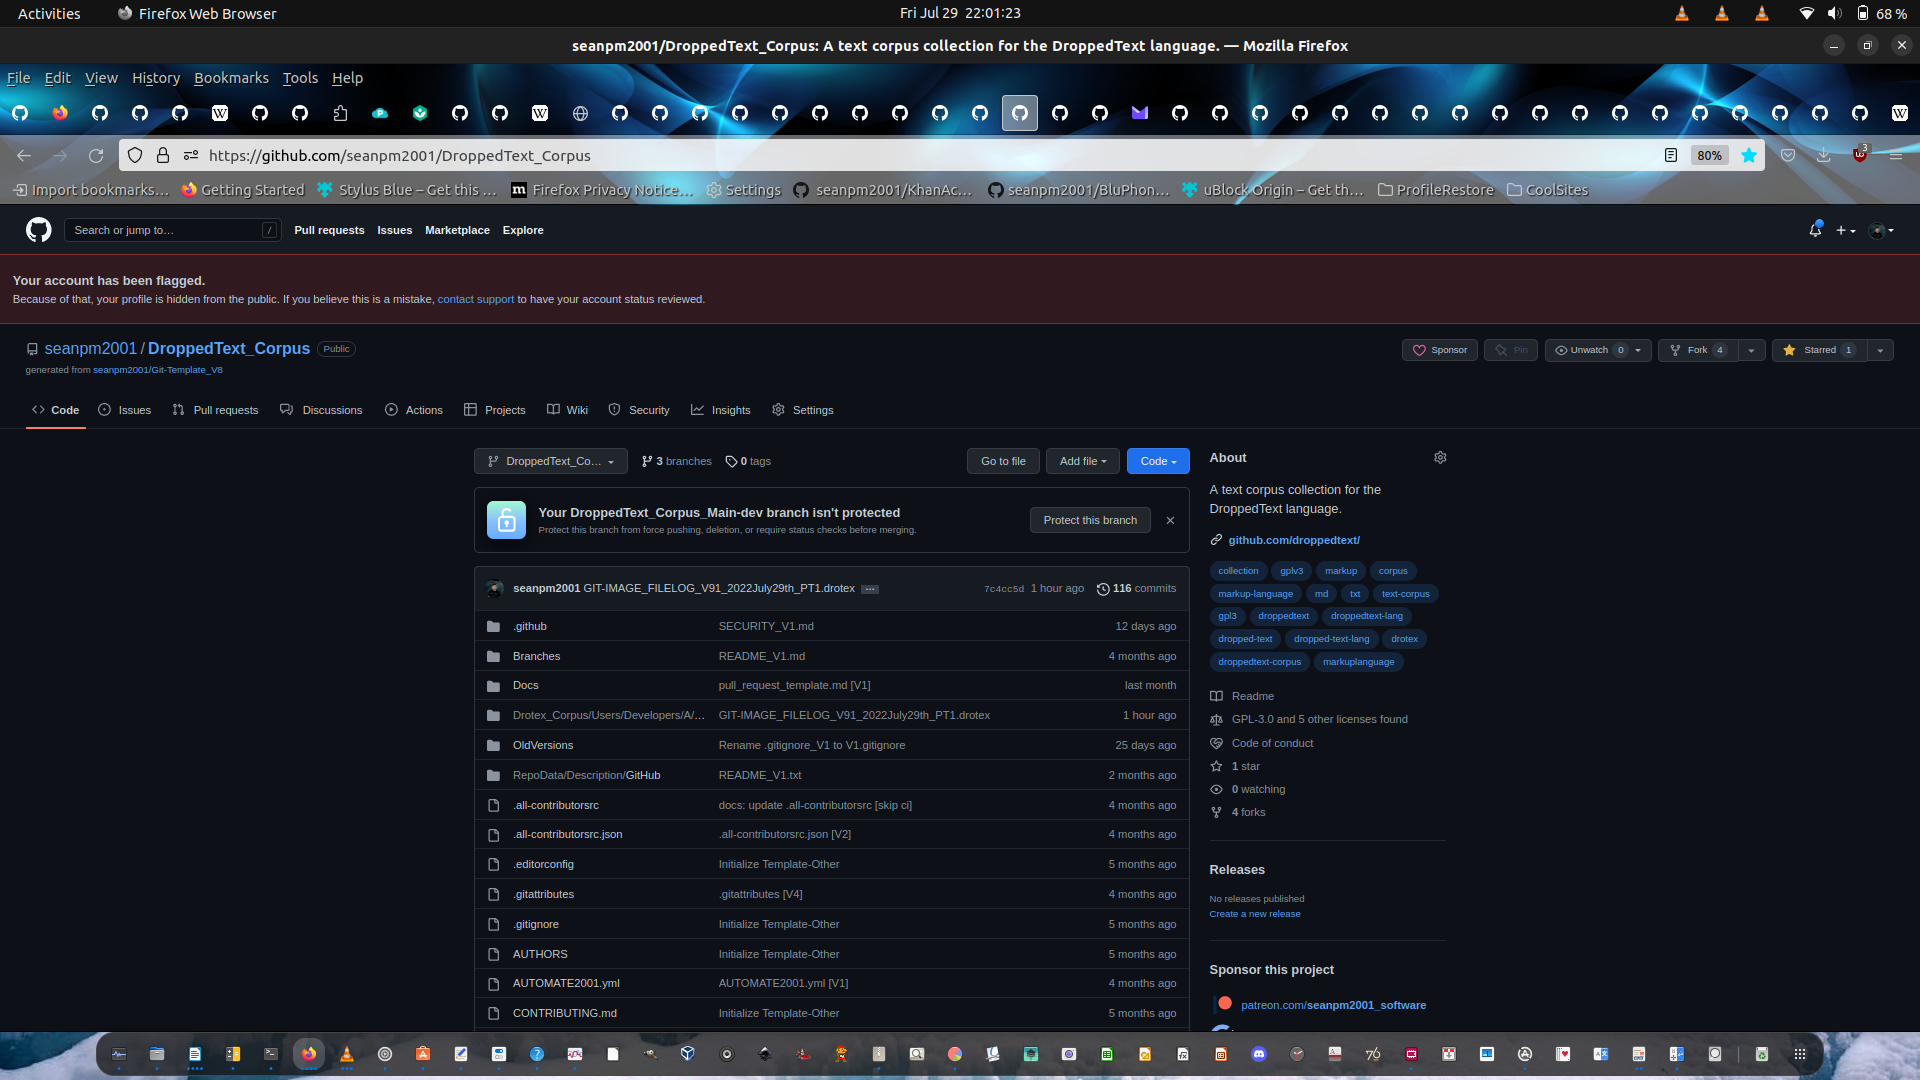 Activities Firefox Web Browser Fri Jul 29 22:01:23 68 %
seanpm2001/DroppedText_Corpus: A text corpus collection for the DroppedText language. — Mozilla Firefox
File Edit View History Bookmarks Tools Help
https://github.com/seanpm2001/DroppedText_Corpus 80% 3
Import bookmarks… Getting Started Stylus Blue – Get this … Firefox Privacy Notice… Settings seanpm2001/KhanAc… seanpm2001/BluPhon… uBlock Origin – Get th… ProfileRestore CoolSites
Search or jump to… / Pull requests Issues Marketplace Explore
Your account has been flagged.
Because of that, your profile is hidden from the public. If you believe this is a mistake, contact support to have your account status reviewed.
seanpm2001 / DroppedText_Corpus Public Sponsor Pin Unwatch 0 Fork 4 Starred 1
generated from seanpm2001/Git-Template_V8
Code Issues Pull requests Discussions Actions Projects Wiki Security Insights Settings
DroppedText_Co… 3 branches 0 tags Go to file Add file Code
Your DroppedText_Corpus_Main-dev branch isn't protected
Protect this branch from force pushing, deletion, or require status checks before merging.
Protect this branch
seanpm2001 GIT-IMAGE_FILELOG_V91_2022July29th_PT1.drotex … 7c4cc5d 1 hour ago 116 commits
.github SECURITY_V1.md 12 days ago
Branches README_V1.md 4 months ago
Docs pull_request_template.md [V1] last month
Drotex_Corpus/Users/Developers/A/… GIT-IMAGE_FILELOG_V91_2022July29th_PT1.drotex 1 hour ago
OldVersions Rename .gitignore_V1 to V1.gitignore 25 days ago
RepoData/Description/GitHub README_V1.txt 2 months ago
.all-contributorsrc docs: update .all-contributorsrc [skip ci] 4 months ago
.all-contributorsrc.json .all-contributorsrc.json [V2] 4 months ago
.editorconfig Initialize Template-Other 5 months ago
.gitattributes .gitattributes [V4] 4 months ago
.gitignore Initialize Template-Other 5 months ago
AUTHORS Initialize Template-Other 5 months ago
AUTOMATE2001.yml AUTOMATE2001.yml [V1] 4 months ago
CONTRIBUTING.md Initialize Template-Other 5 months ago
About
A text corpus collection for the
DroppedText language.
github.com/droppedtext/
collection gplv3 markup corpus
markup-language md txt text-corpus
gpl3 droppedtext droppedtext-lang
dropped-text dropped-text-lang drotex
droppedtext-corpus markuplanguage
Readme
GPL-3.0 and 5 other licenses found
Code of conduct
1 star
0 watching
4 forks
Releases
No releases published
Create a new release
Sponsor this project
patreon.com/seanpm2001_software